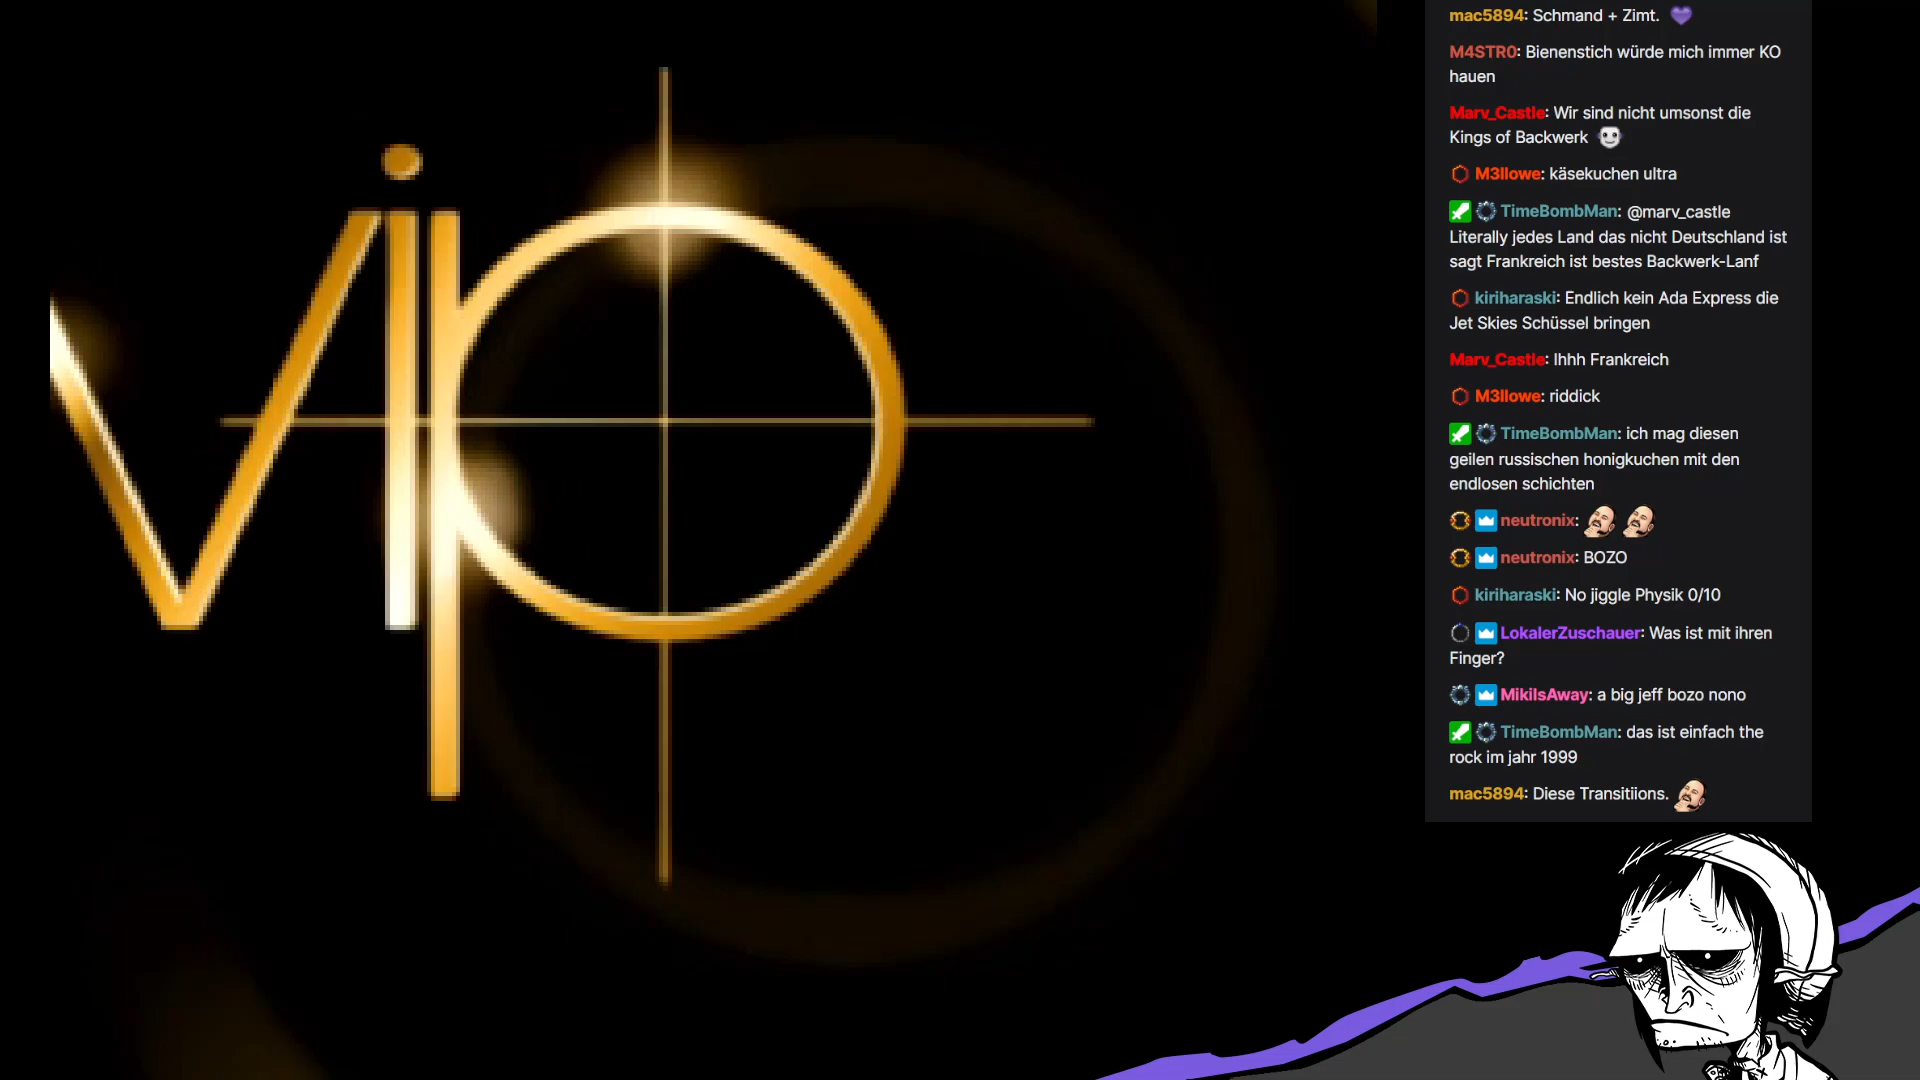 vip
mac5894: Schmand + Zimt.
M4STR0: Bienenstich würde mich immer KO
hauen
Marv_Castle: Wir sind nicht umsonst die
Kings of Backwerk
M3llowe: käsekuchen ultra
TimeBombMan: @marv_castle
Literally jedes Land das nicht Deutschland ist
sagt Frankreich ist bestes Backwerk-Lanf
kiriharaski: Endlich kein Ada Express die
Jet Skies Schüssel bringen
Marv_Castle: Ihhh Frankreich
M3llowe: riddick
TimeBombMan: ich mag diesen
geilen russischen honigkuchen mit den
endlosen schichten
neutronix:
neutronix: BOZO
kiriharaski: No jiggle Physik 0/10
LokalerZuschauer: Was ist mit ihren
Finger?
MikilsAway: a big jeff bozo nono
TimeBombMan: das ist einfach the
rock im jahr 1999
mac5894: Diese Transitiions.